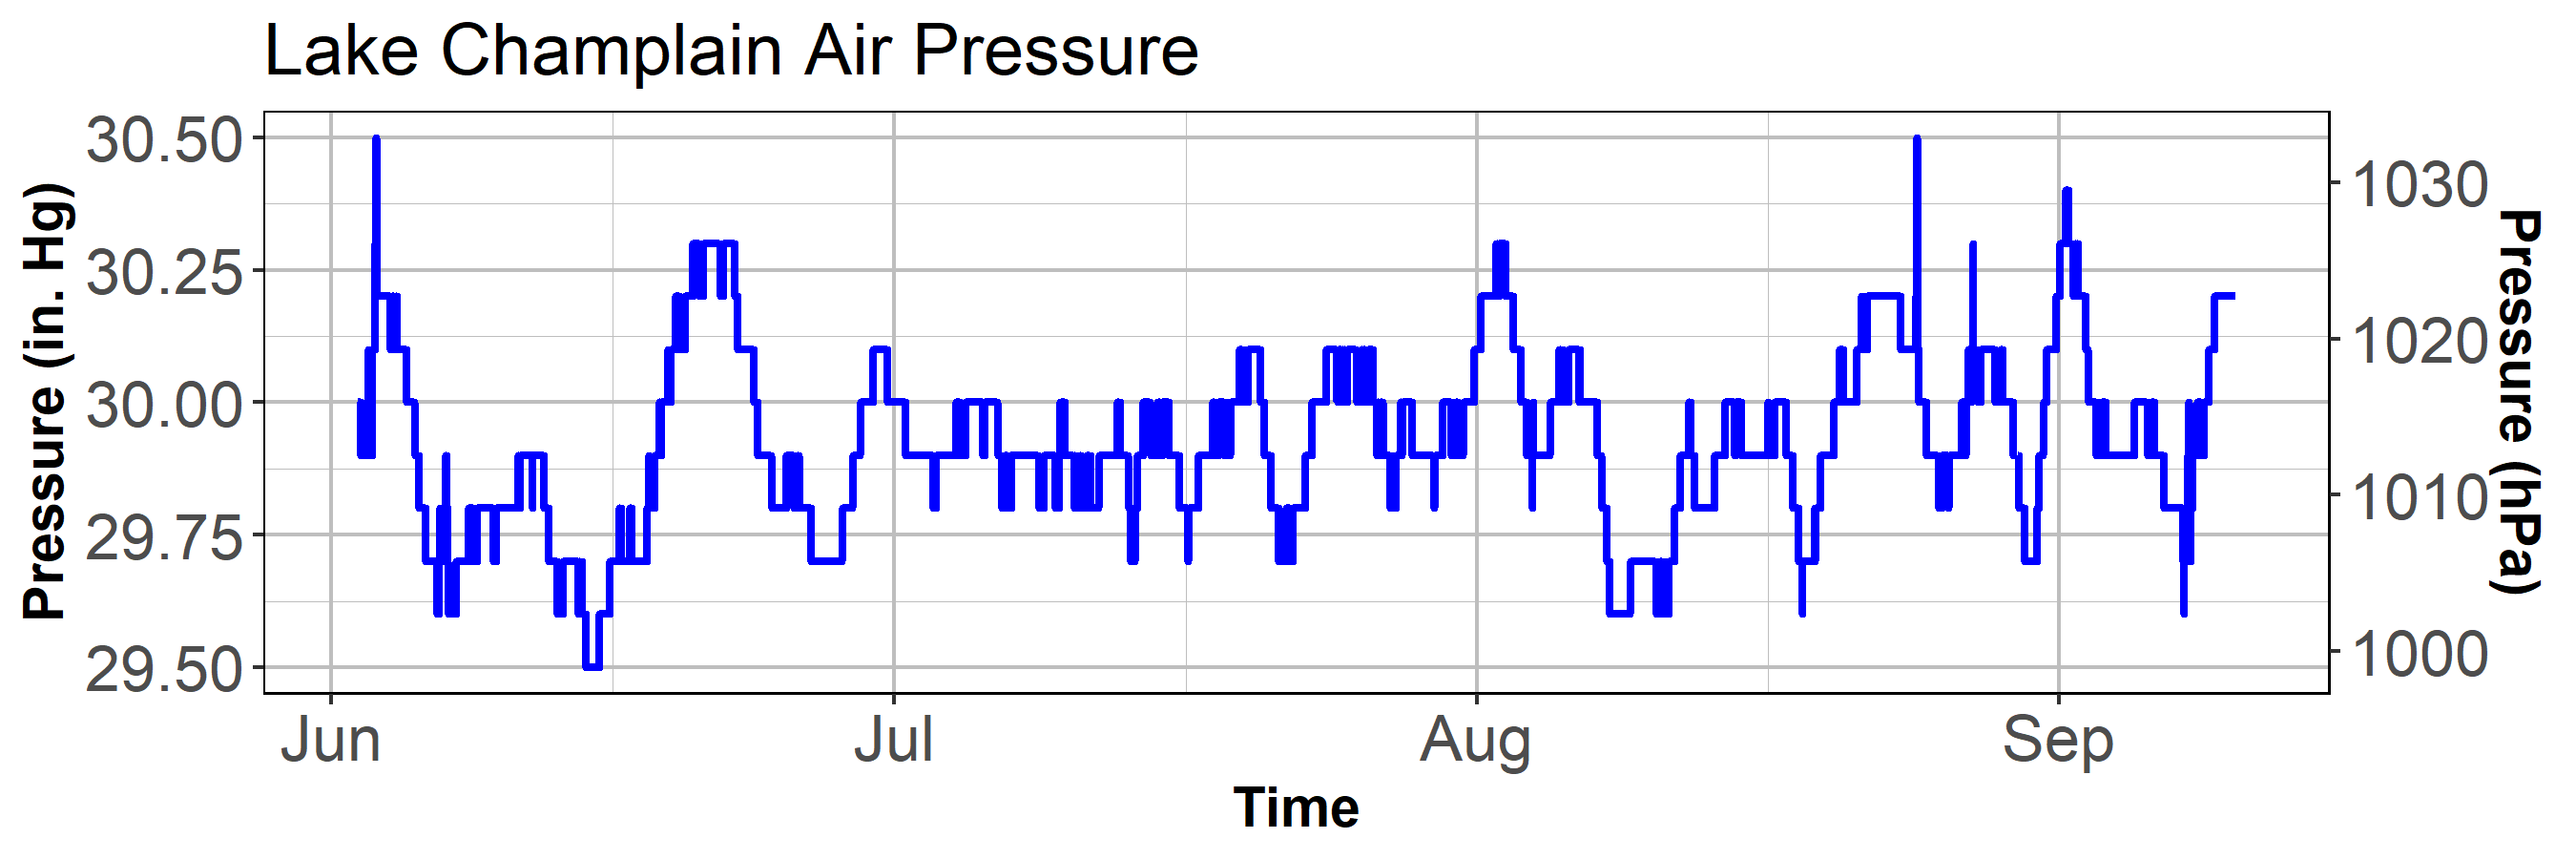 Lake Champlain Air Pressure
Pressure (in. Hg)
30.50
30.25
30.00
29.75
29.50
1030
1020
1010
1000
Pressure (hPa)
Jun Jul Aug Sep
Time